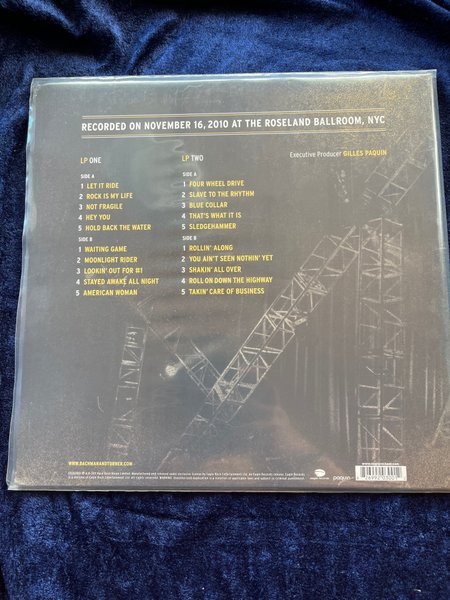 RECORDED ON NOVEMBER 16, 2010 AT THE ROSELAND BALLROOM, NYC
Executive Producer GILLES PAQUIN
LP ONE
SIDE A
1 LET IT RIDE
2 ROCK IS MY LIFE
3 NOT FRAGILE
4 HEY YOU
5 HOLD BACK THE WATER
SIDE B
1 WAITING GAME
2 MOONLIGHT RIDER
3 LOOKIN' OUT FOR #1
4 STAYED AWAKE ALL NIGHT
5 AMERICAN WOMAN
LP TWO
SIDE A
1 FOUR WHEEL DRIVE
2 SLAVE TO THE RHYTHM
3 BLUE COLLAR
4 THAT'S WHAT IT IS
5 SLEDGEHAMMER
SIDE B
1 ROLLIN' ALONG
2 YOU AIN'T SEEN NOTHIN' YET
3 SHAKIN' ALL OVER
4 ROLL ON DOWN THE HIGHWAY
5 TAKIN' CARE OF BUSINESS
WWW.BACHMANANDTURNER.COM
paquin